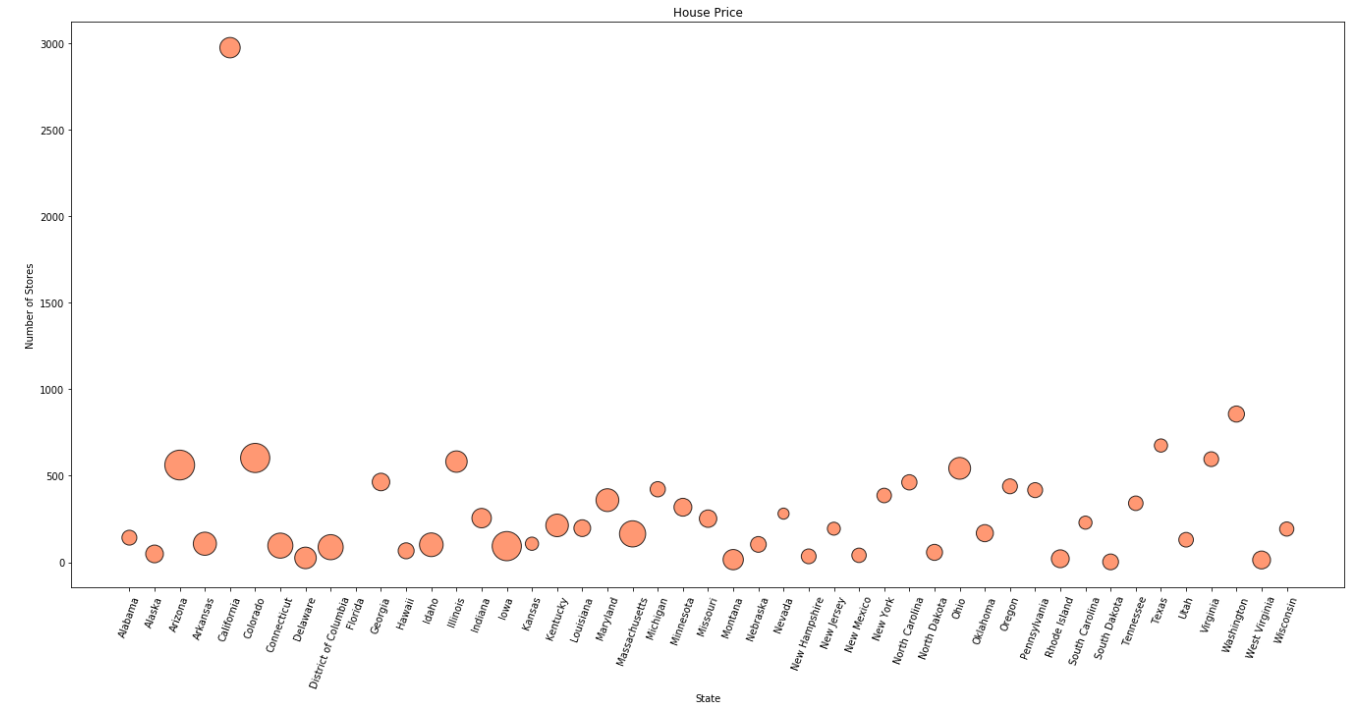 House Price
3000
2500
2000
1500
1000
500
0
Number of Stores
Alabama
Alaska
Arizona
Arkansas
California
Colorado
Connecticut
Delaware
District of Columbia
Florida
Georgia
Hawaii
Idaho
Illinois
Indiana
Iowa
Kansas
Kentucky
Louisiana
Maryland
Massachusetts
Michigan
Minnesota
Missouri
Montana
Nebraska
Nevada
New Hampshire
New Jersey
New Mexico
New York
North Carolina
North Dakota
Ohio
Oklahoma
Oregon
Pennsylvania
Rhode Island
South Carolina
South Dakota
Tennessee
Texas
Utah
Virginia
Washington
West Virginia
Wisconsin
State